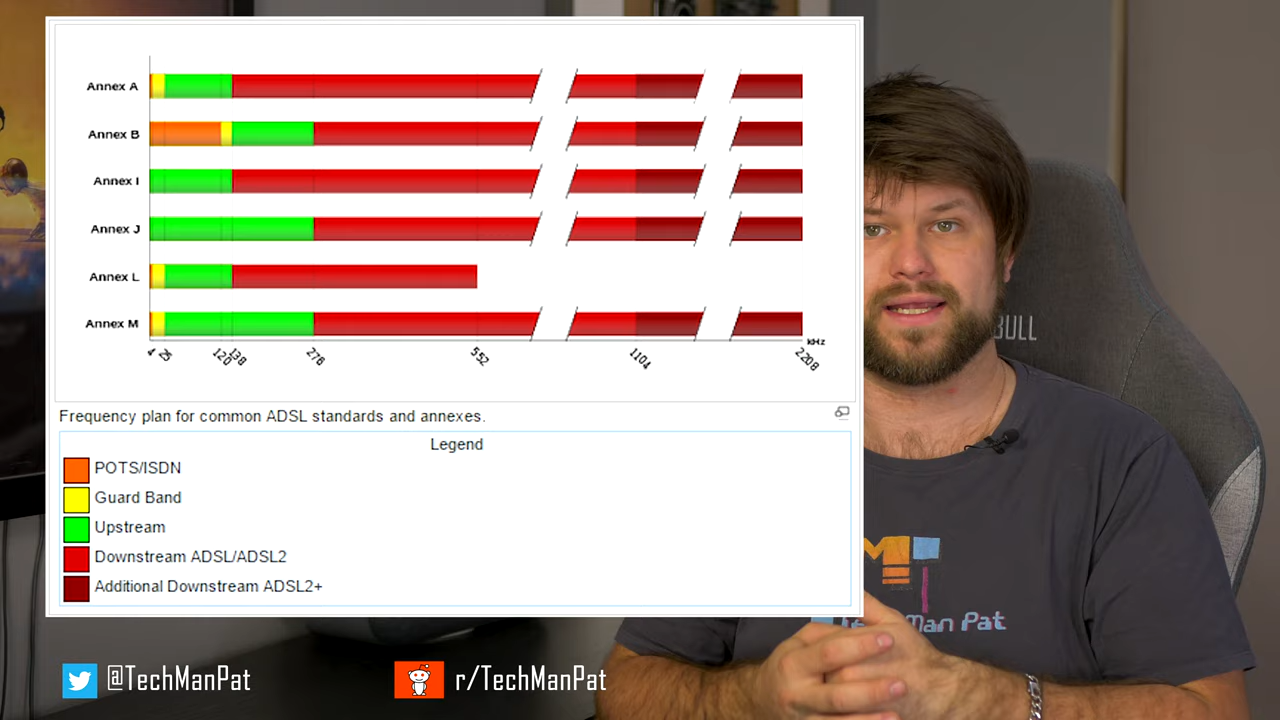 Annex A
Annex B
Annex I
Annex J
Annex L
Annex M
4 25 120 138 276 552 1104 2208 kHz
Frequency plan for common ADSL standards and annexes.
Legend
POTS/ISDN
Guard Band
Upstream
Downstream ADSL/ADSL2
Additional Downstream ADSL2+
BULL
MT
Man Pat
@TechManPat
r/TechManPat